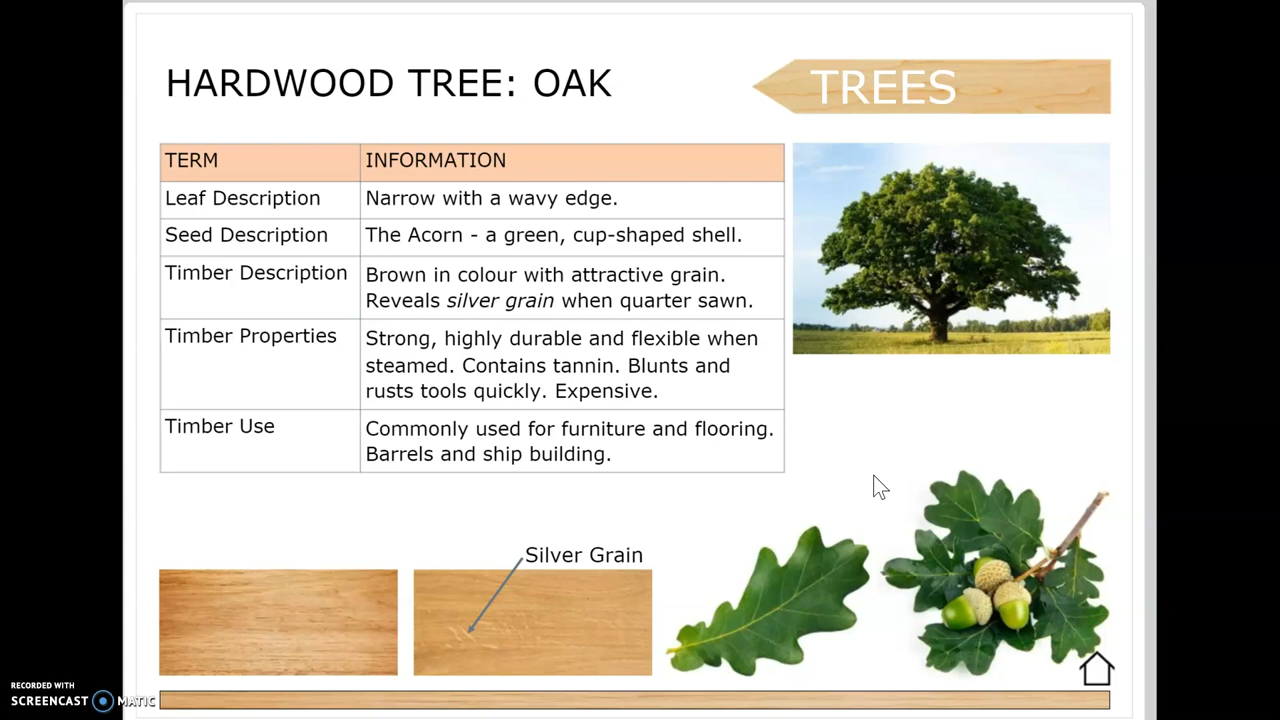 HARDWOOD TREE: OAK
TREES
TERM INFORMATION
Leaf Description Narrow with a wavy edge.
Seed Description The Acorn - a green, cup-shaped shell.
Timber Description Brown in colour with attractive grain.
Reveals silver grain when quarter sawn.
Timber Properties Strong, highly durable and flexible when
steamed. Contains tannin. Blunts and
rusts tools quickly. Expensive.
Timber Use Commonly used for furniture and flooring.
Barrels and ship building.
Silver Grain
RECORDED WITH
SCREENCAST MATIC